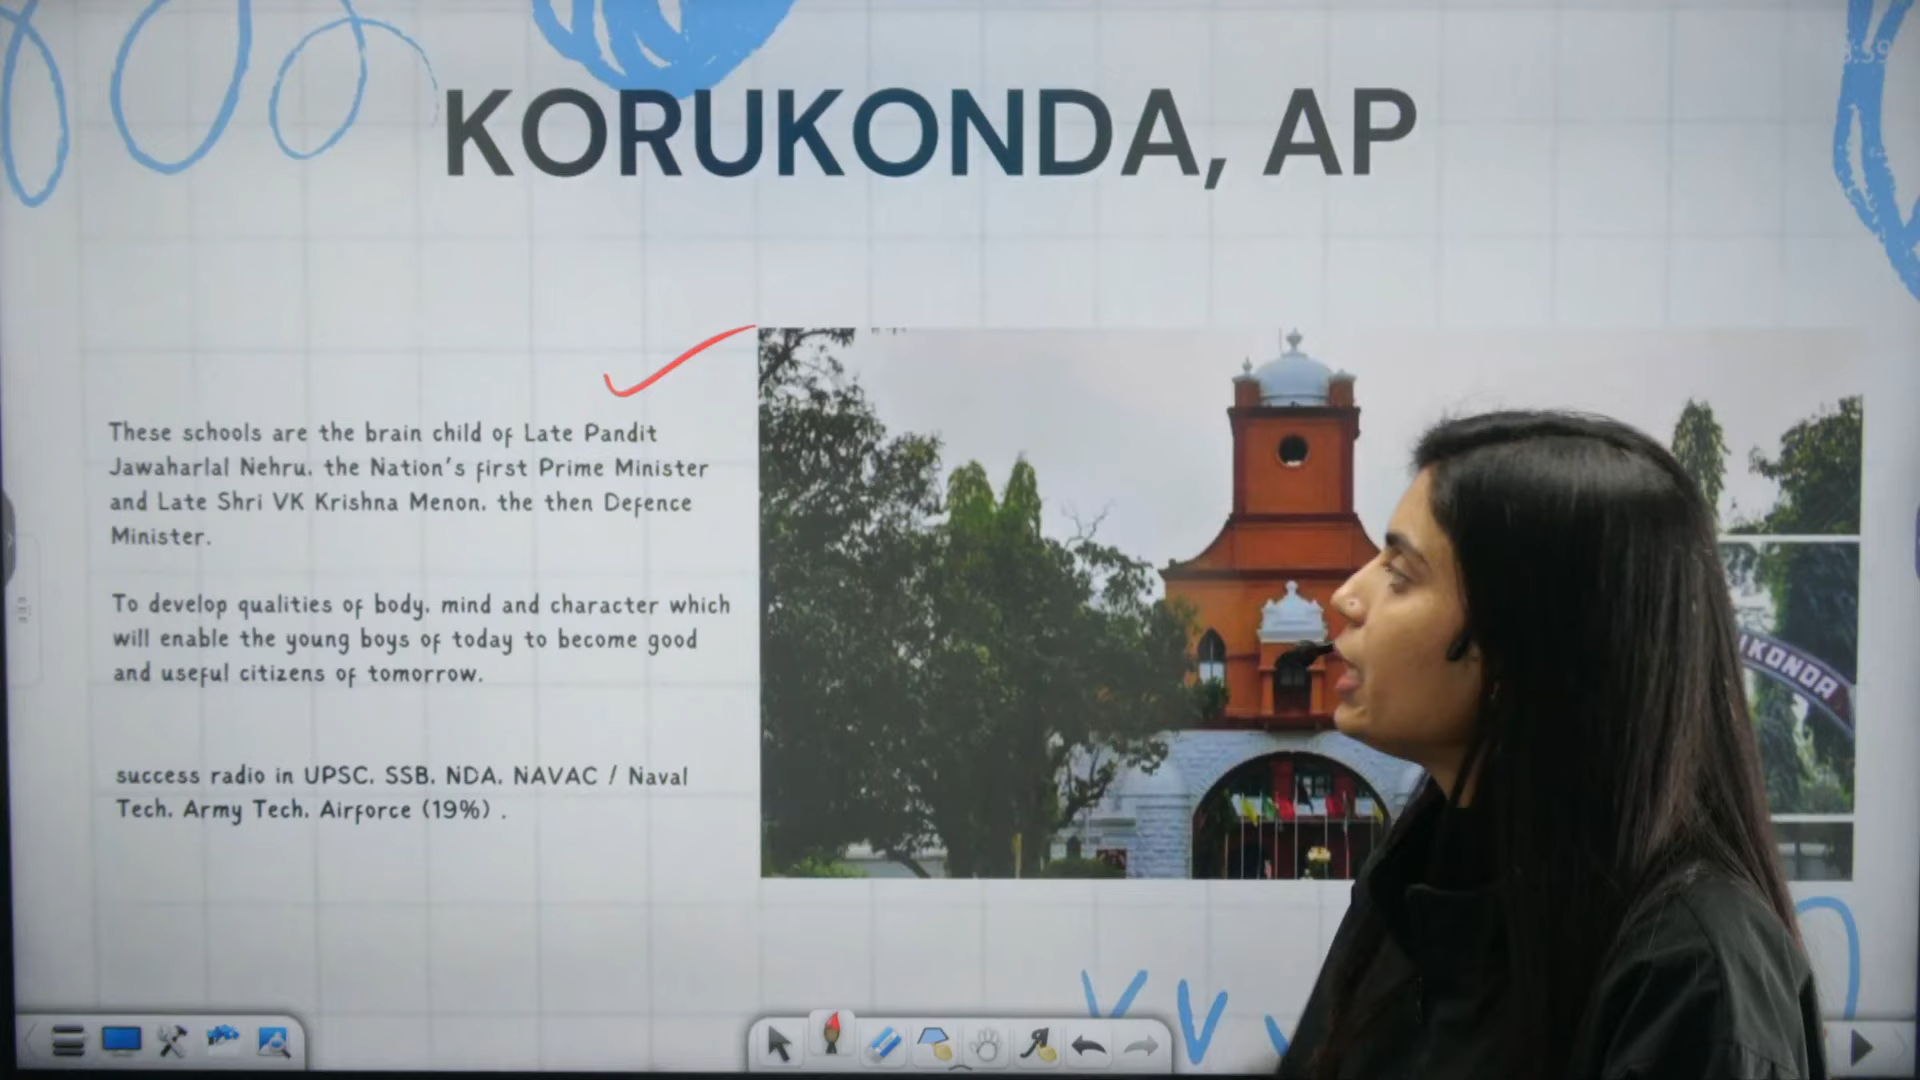 KORUKONDA, AP
These schools are the brain child of Late Pandit
Jawaharlal Nehru. the Nation's first Prime Minister
and Late Shri VK Krishna Menon. the then Defence
Minister.
To develop qualities of body. mind and character which
will enable the young boys of today to become good
and useful citizens of tomorrow.
success radio in UPSC. SSB. NDA. NAVAC / Naval
Tech. Army Tech. Airforce (19%) .
UKONDA